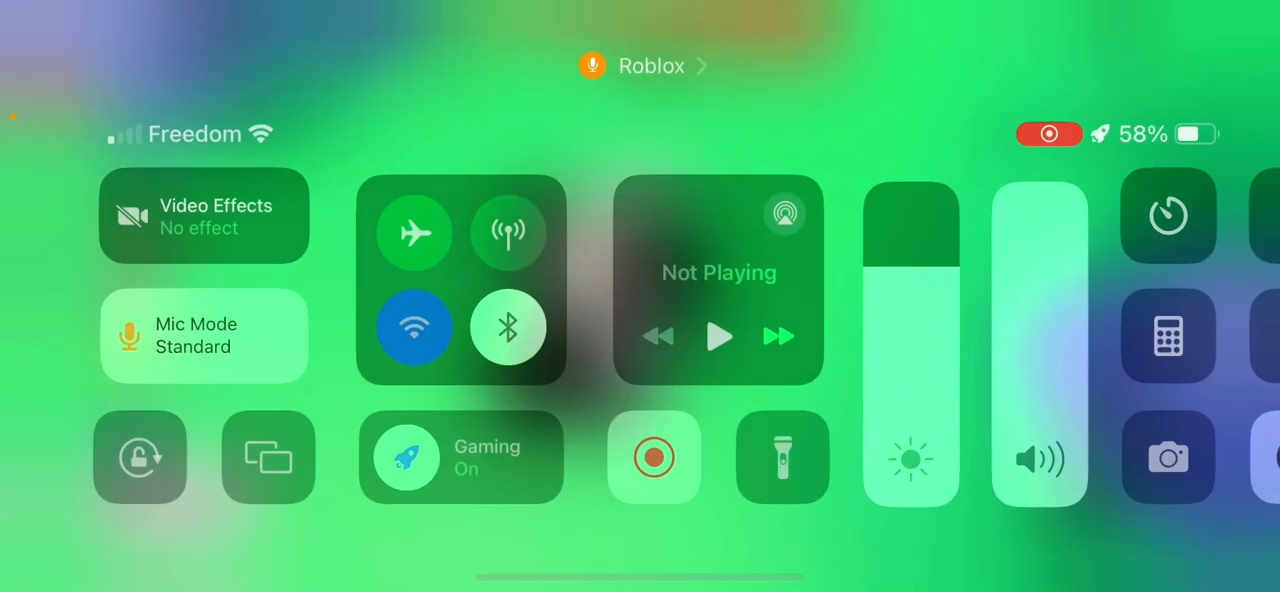 Roblox
Freedom
58%
Video Effects
No effect
Mic Mode
Standard
Not Playing
Gaming
On